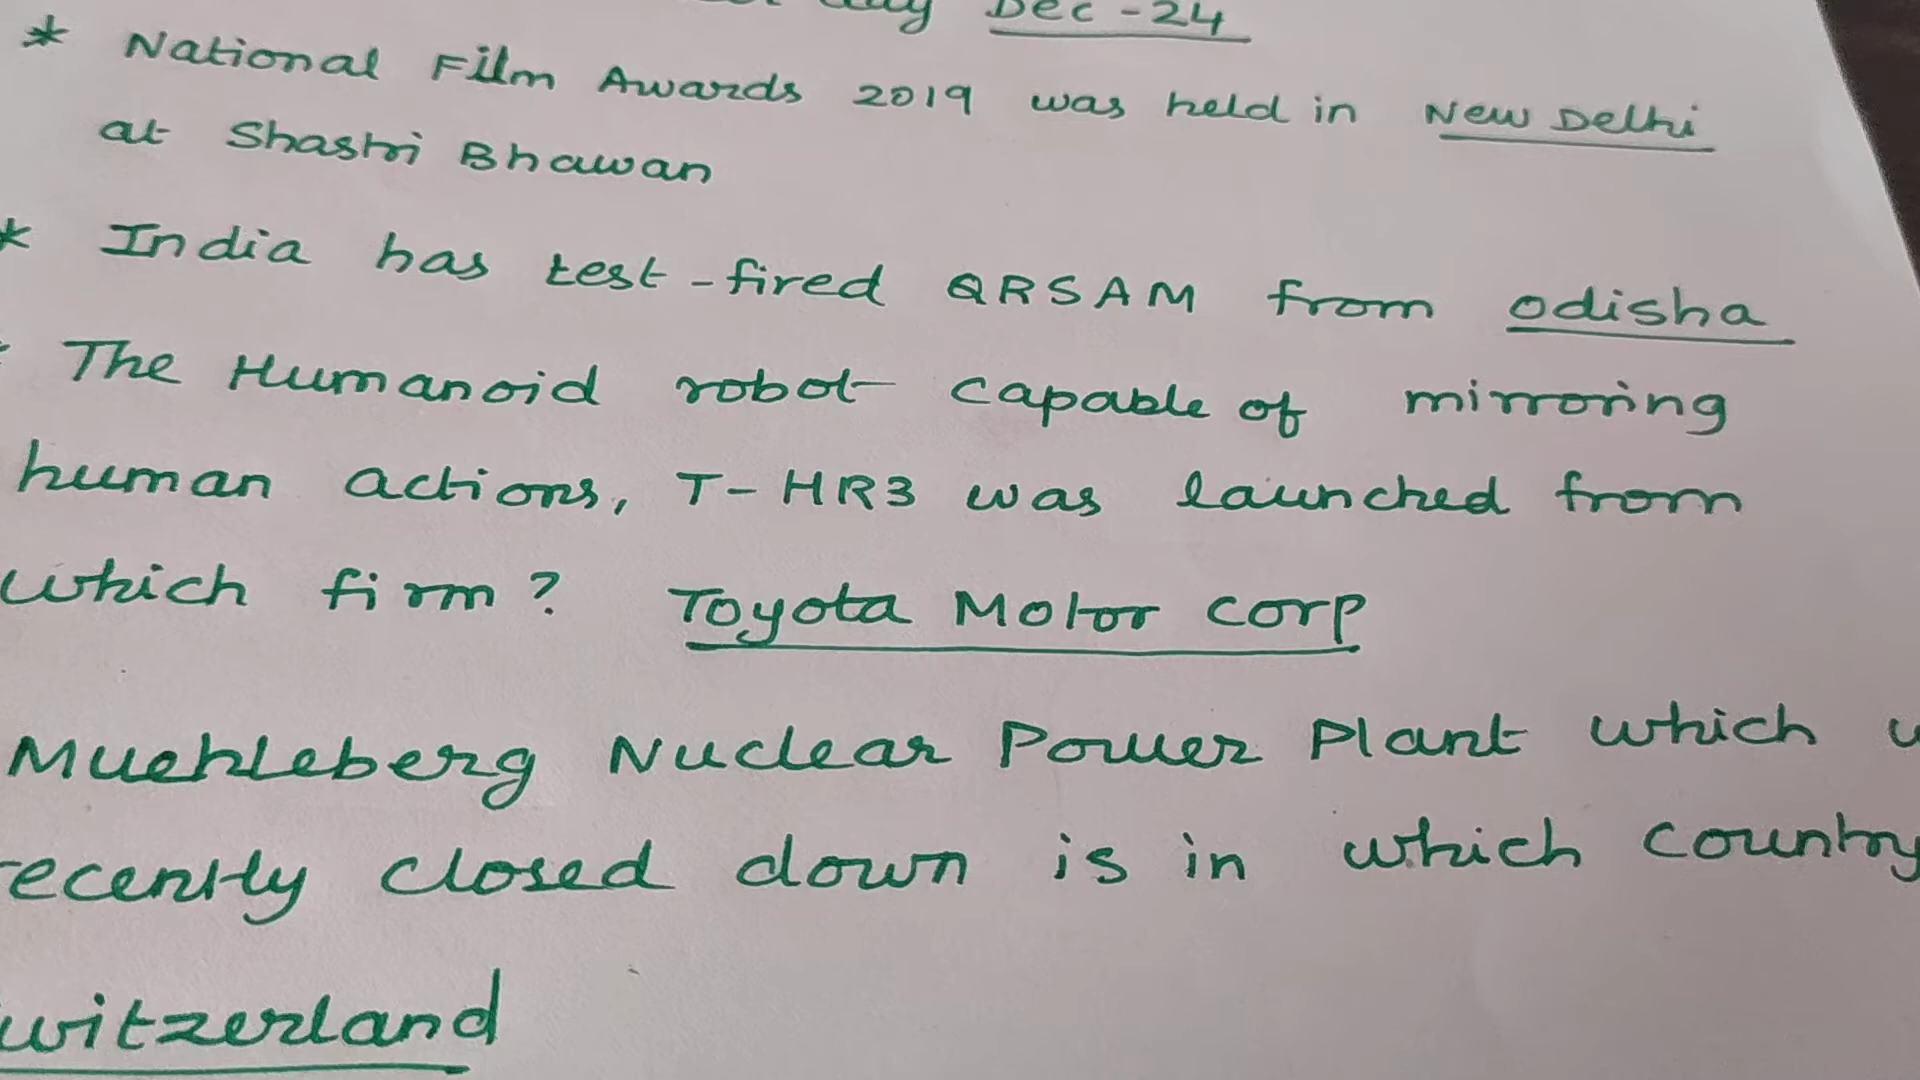 day Dec-24
* National Film Awards 2019 was held in New Delhi
at Shastri Bhawan
* India has test-fired QRSAM from odisha
The Humanoid robot capable of mirroring
human actions, T-HR3 was launched from
which firm? Toyota Motor corp
Muehleberg Nuclear Power Plant which
recently closed down is in which country
witzerland